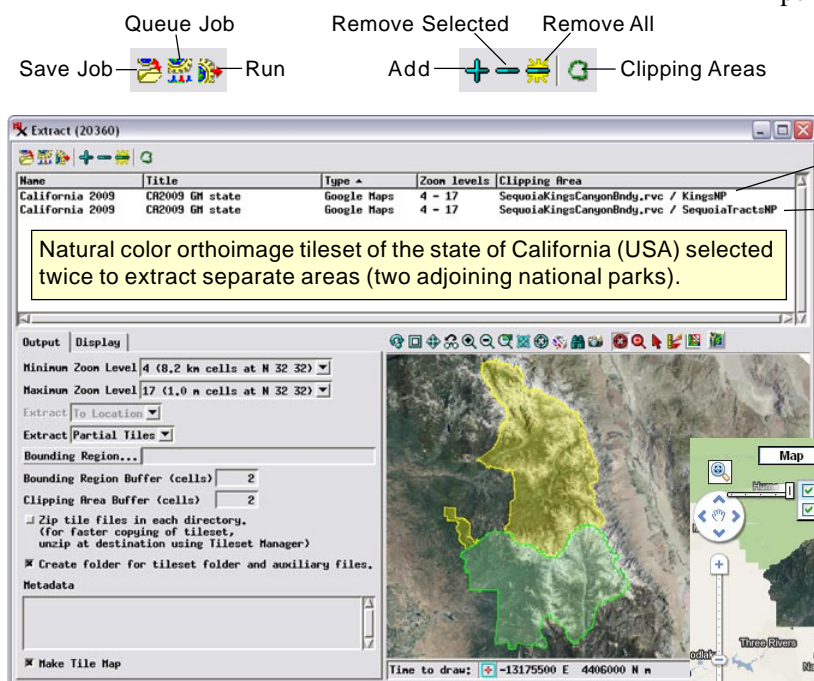 Queue Job
Remove Selected
Remove All
Save Job
Run
Add
Clipping Areas
Extract (20360)
Name Title Type Zoom levels Clipping Area
California 2009 CA2009 GM state Google Maps 4 - 17 SequoiaKingsCanyonBndy.rvc / KingsNP
California 2009 CA2009 GM state Google Maps 4 - 17 SequoiaKingsCanyonBndy.rvc / SequoiaTractsNP
Natural color orthoimage tileset of the state of California (USA) selected
twice to extract separate areas (two adjoining national parks).
Output Display
Minimum Zoom Level 4 (8.2 km cells at N 32 32)
Maximum Zoom Level 17 (1.0 m cells at N 32 32)
Extract To Location
Extract Partial Tiles
Bounding Region...
Bounding Region Buffer (cells) 2
Clipping Area Buffer (cells) 2
Zip tile files in each directory.
(for faster copying of tileset,
unzip at destination using Tileset Manager)
Create folder for tileset folder and auxiliary files.
Metadata
Make Tile Map
Map
Hume
Three Rivers
Time to draw: -13175500 E 4406000 N m